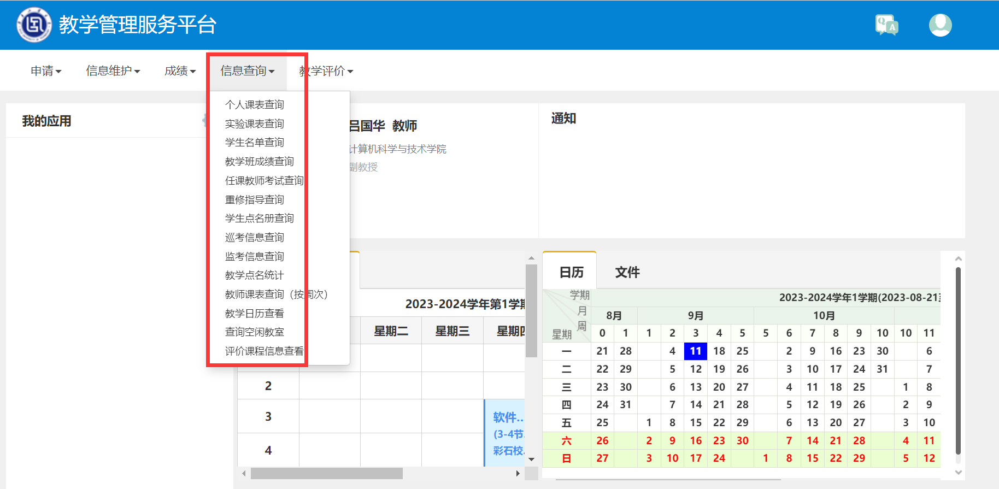 教学管理服务平台
Q A
申请 信息维护 成绩 信息查询 教学评价
个人课表查询
实验课表查询
学生名单查询
教学班成绩查询
任课教师考试查询
重修指导查询
学生点名册查询
巡考信息查询
监考信息查询
教学点名统计
教师课表查询（按周次）
教学日历查看
查询空闲教室
评价课程信息查看
我的应用
吕国华 教师
计算机科学与技术学院
副教授
通知
2023-2024学年第1学期
星期二 星期三 星期四
2
3
4
软件...
(3-4节
彩石校
日历 文件
学期
月
周
星期
2023-2024学年1学期(2023-08-21至
8月 9月 10月
0 1 1 2 3 4 5 5 6 7 8 9 10 10 11
一 21 28 4 11 18 25 2 9 16 23 30 6
二 22 29 5 12 19 26 3 10 17 24 31 7
三 23 30 6 13 20 27 4 11 18 25 1 8
四 24 31 7 14 21 28 5 12 19 26 2 9
五 25 1 8 15 22 29 6 13 20 27 3 10
六 26 2 9 16 23 30 7 14 21 28 4 11
日 27 3 10 17 24 1 8 15 22 29 5 12